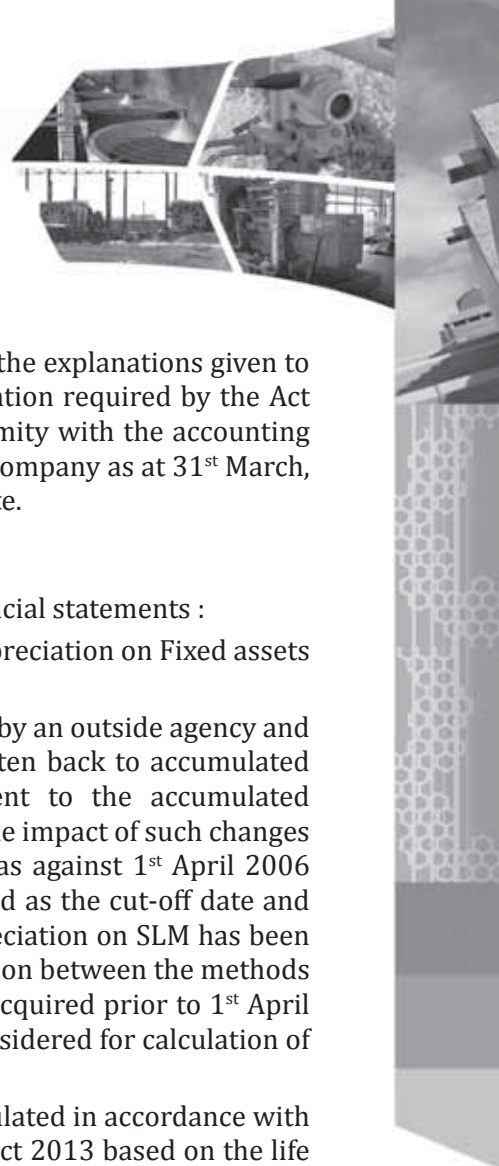 the explanations given to
ation required by the Act
mity with the accounting
ompany as at 31st March,
te.
ncial statements :
preciation on Fixed assets
by an outside agency and
ten back to accumulated
ent to the accumulated
e impact of such changes
as against 1st April 2006
d as the cut-off date and
eciation on SLM has been
on between the methods
cquired prior to 1st April
sidered for calculation of
ulated in accordance with
ct 2013 based on the life